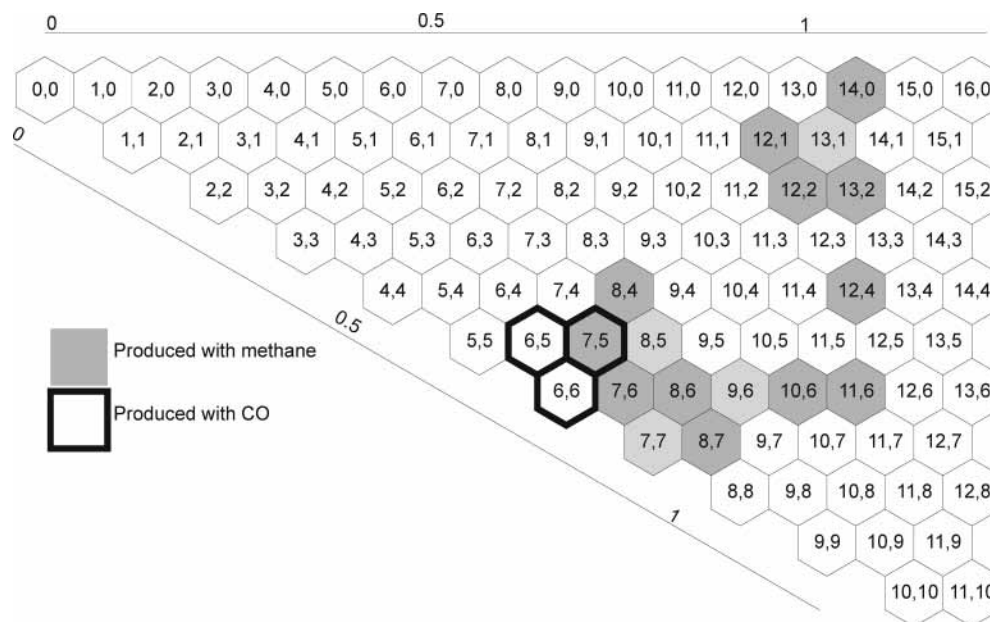 0 0.5 1
0,0 1,0 2,0 3,0 4,0 5,0 6,0 7,0 8,0 9,0 10,0 11,0 12,0 13,0 14,0 15,0 16,0
0
1,1 2,1 3,1 4,1 5,1 6,1 7,1 8,1 9,1 10,1 11,1 12,1 13,1 14,1 15,1
2,2 3,2 4,2 5,2 6,2 7,2 8,2 9,2 10,2 11,2 12,2 13,2 14,2 15,2
3,3 4,3 5,3 6,3 7,3 8,3 9,3 10,3 11,3 12,3 13,3 14,3
4,4 5,4 6,4 7,4 8,4 9,4 10,4 11,4 12,4 13,4 14,4
0.5
5,5 6,5 7,5 8,5 9,5 10,5 11,5 12,5 13,5
Produced with methane
6,6 7,6 8,6 9,6 10,6 11,6 12,6 13,6
Produced with CO
7,7 8,7 9,7 10,7 11,7 12,7
8,8 9,8 10,8 11,8 12,8
1
9,9 10,9 11,9
10,10 11,10